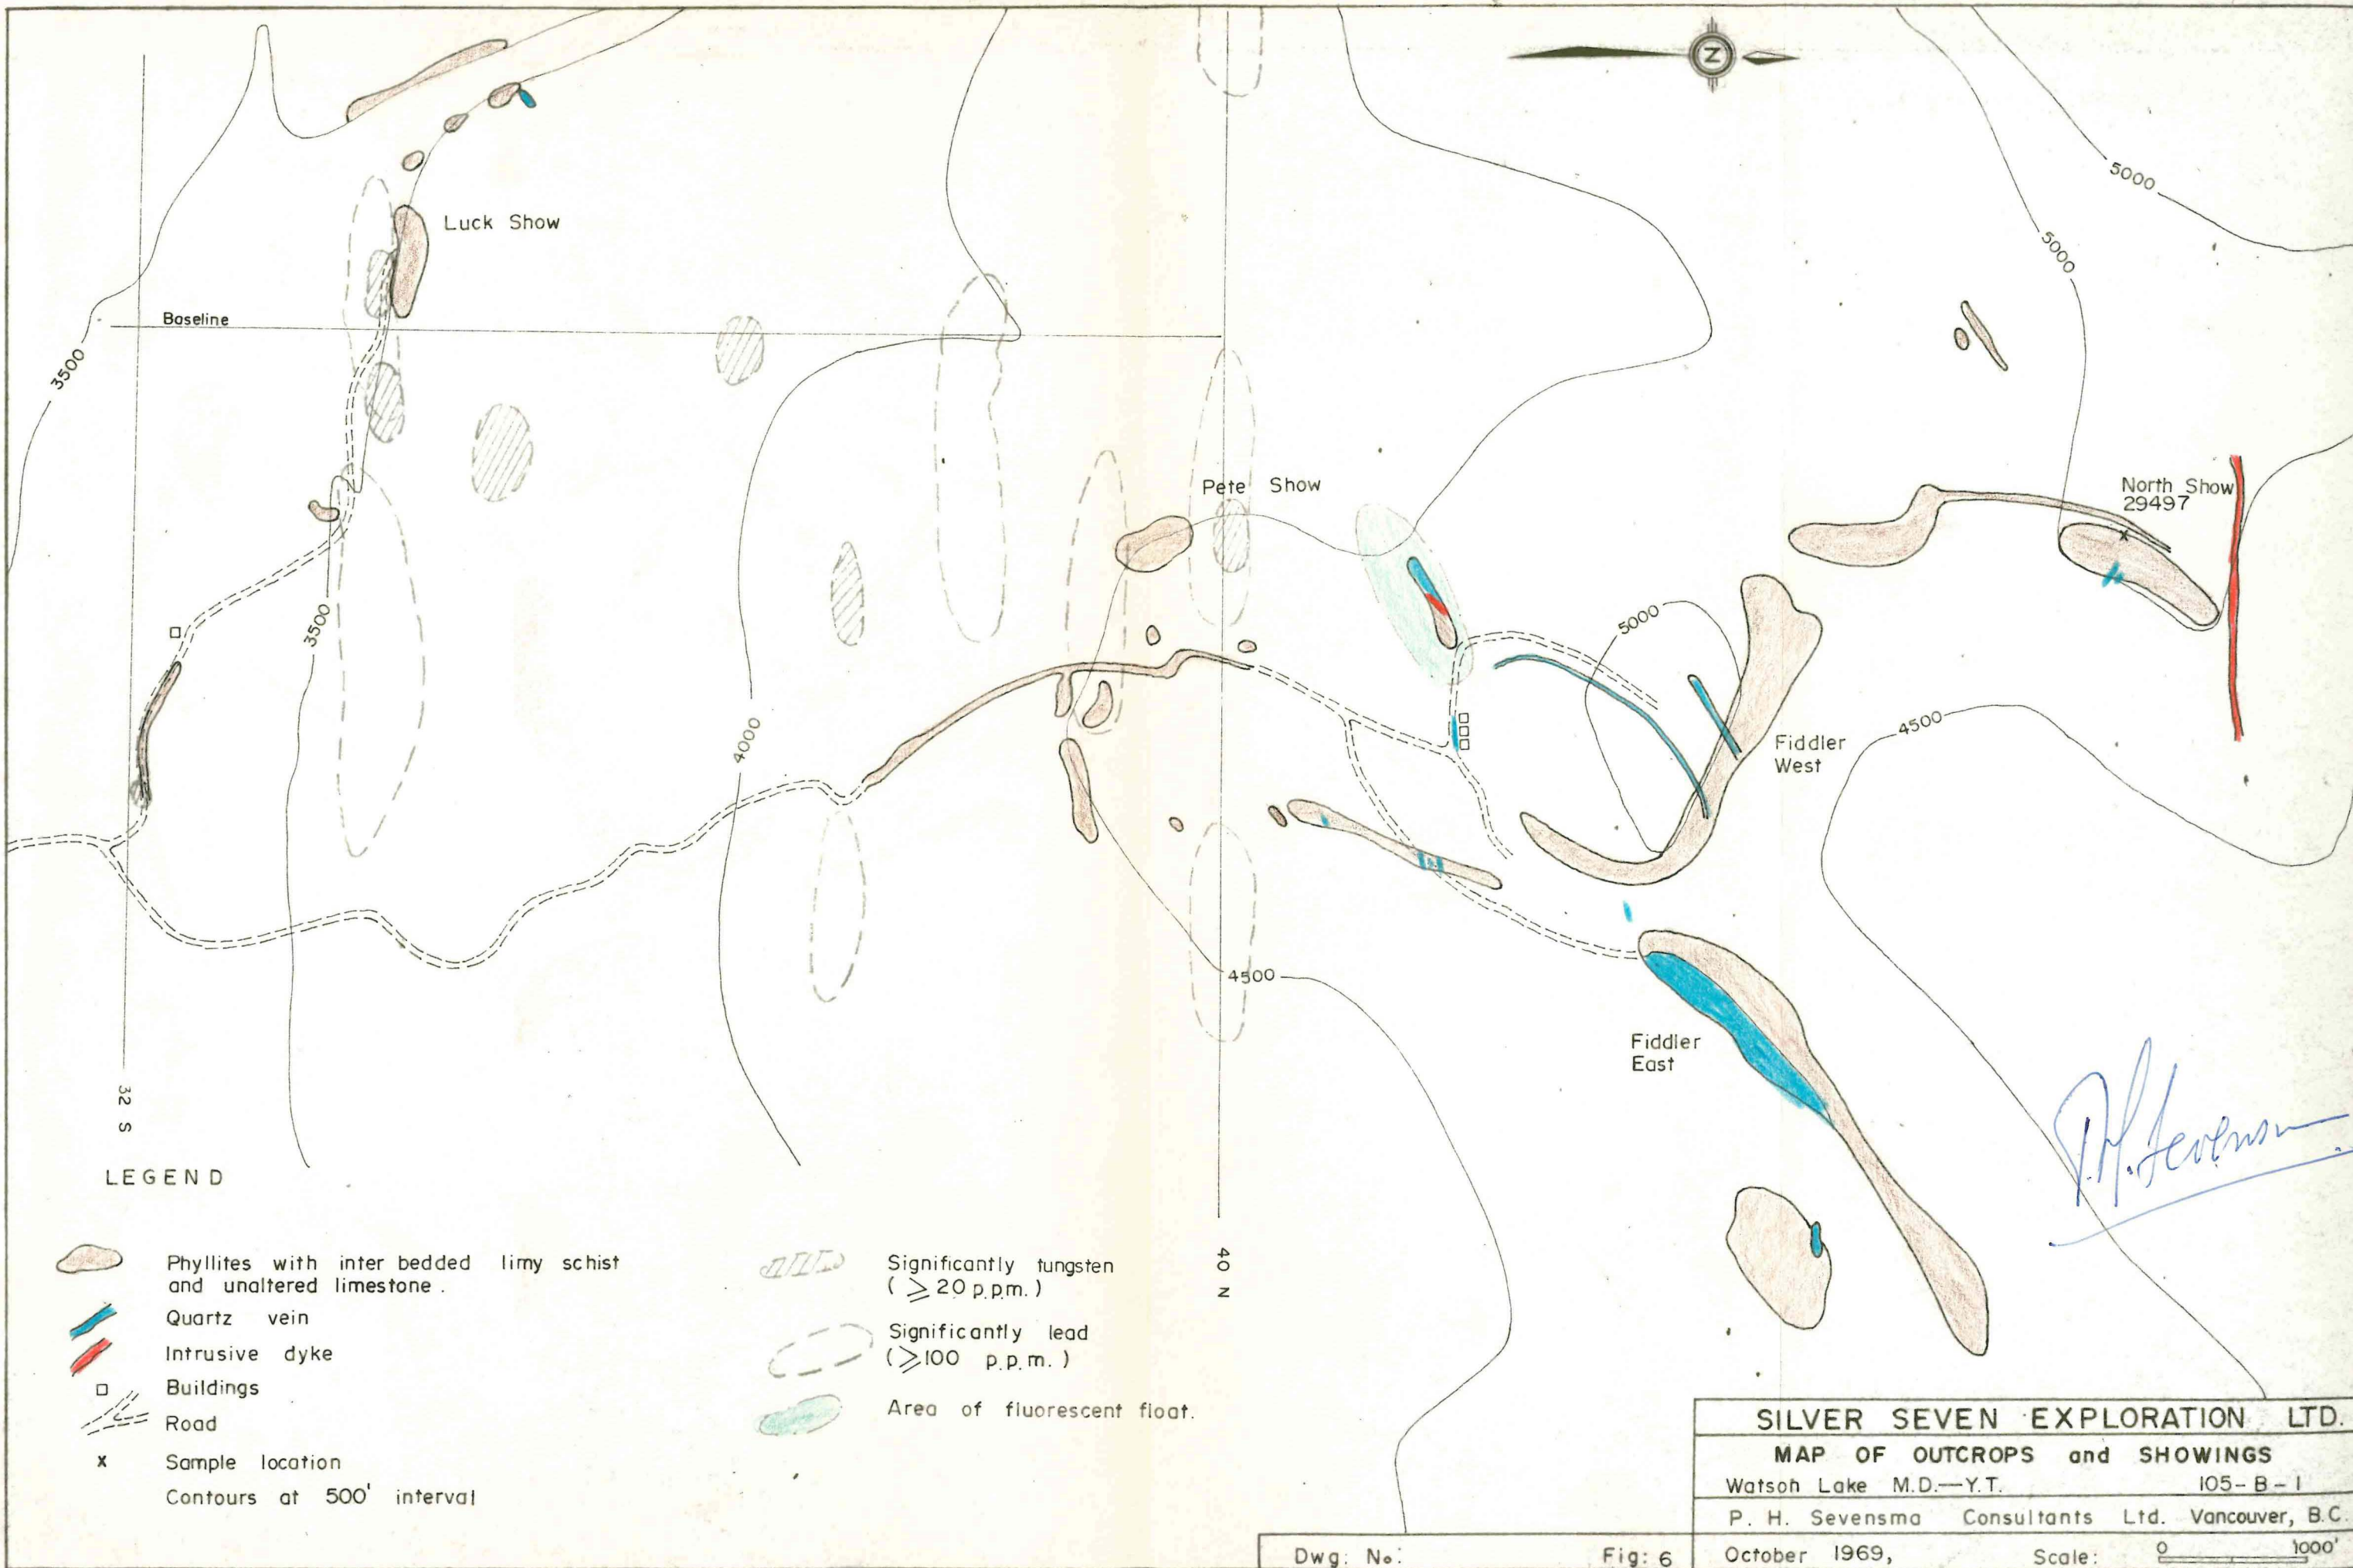 N
5000
5000
Luck Show
Baseline
3500
Pete Show
North Show
29497
x
3500
5000
4500
4000
Fiddler
West
4500
Fiddler
East
32 S
40 N
LEGEND
Phyllites with inter bedded limy schist
and unaltered limestone.
Quartz vein
Intrusive dyke
Buildings
Road
x Sample location
Contours at 500' interval
Significantly tungsten
( ≥ 20 p.p.m. )
Significantly lead
( ≥ 100 p.p.m. )
Area of fluorescent float.
P.H. Sevensma
SILVER SEVEN EXPLORATION LTD.
MAP OF OUTCROPS and SHOWINGS
Watson Lake M.D.—Y.T. 105-B-1
P. H. Sevensma Consultants Ltd. Vancouver, B.C.
Dwg: No: Fig: 6 October 1969, Scale: 0 1000'